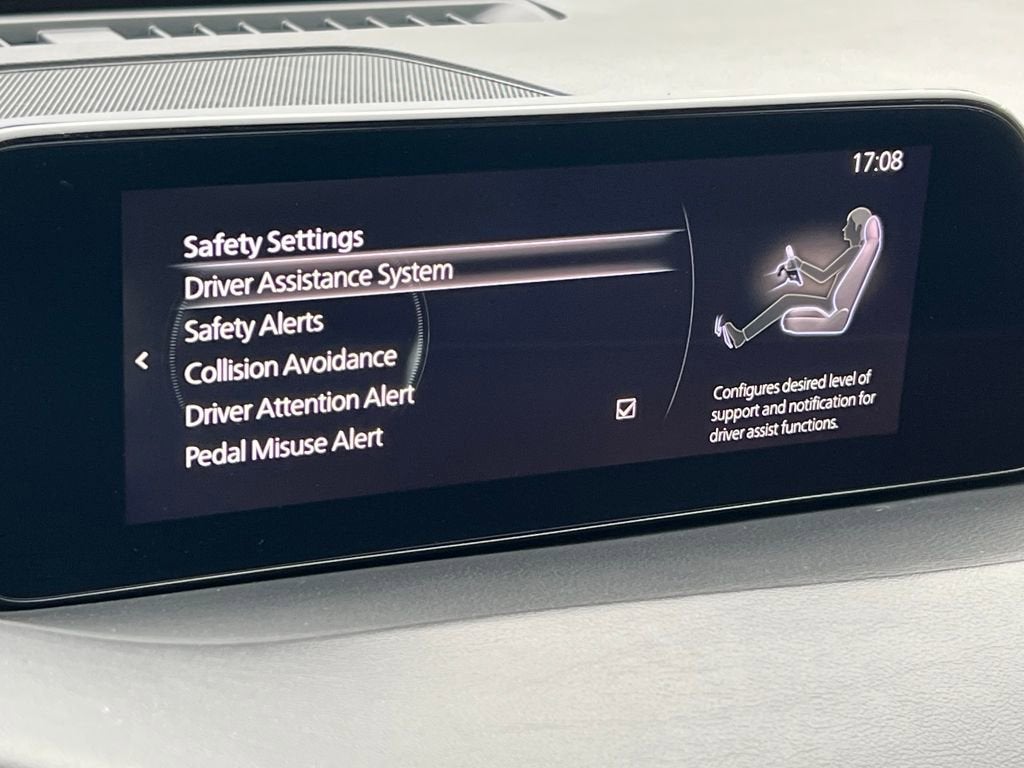 17:08
Safety Settings
Driver Assistance System
Safety Alerts
Collision Avoidance
Driver Attention Alert
Pedal Misuse Alert
Configures desired level of
support and notification for
driver assist functions.